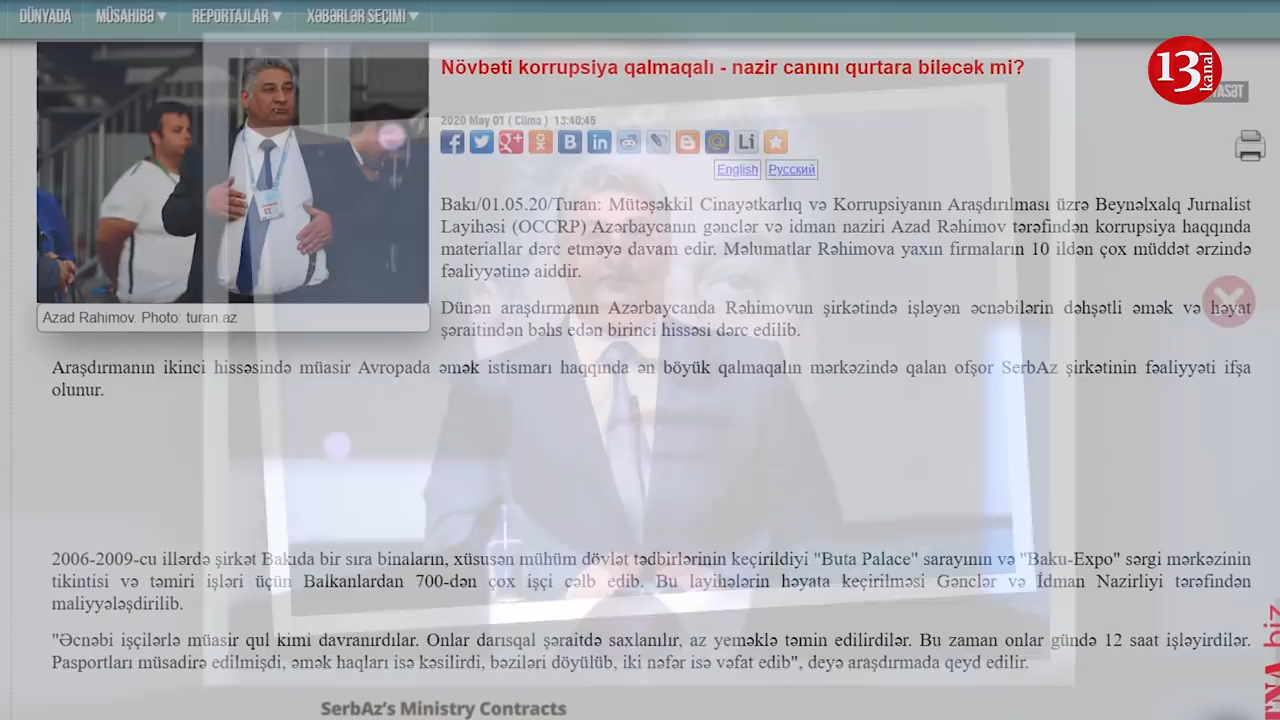 DÜNYADA MÜSAHIBƏ REPORTAJLAR XƏBƏRLƏR SEÇIMI
13 kanal
Növbəti korrupsiya qalmaqalı - nazir canını qurtara biləcək mi?
2020 May 01 ( Cümə ) 13:40:45
Li
English Русский
Bakı/01.05.20/Turan: Mütəşəkkil Cinayətkarlıq və Korrupsiyanın Araşdırılması üzrə Beynəlxalq Jurnalist
Layihəsi (OCCRP) Azərbaycanın gənclər və idman naziri Azad Rəhimov tərəfindən korrupsiya haqqında
materiallar dərc etməyə davam edir. Məlumatlar Rəhimova yaxın firmaların 10 ildən çox müddət ərzində
fəaliyyətinə aiddir.
Azad Rahimov. Photo: turan.az
Dünən araşdırmanın Azərbaycanda Rəhimovun şirkətində işləyən əcnəbilərin dəhşətli əmək və həyat
şəraitindən bəhs edən birinci hissəsi dərc edilib.
Araşdırmanın ikinci hissəsində müasir Avropada əmək istismarı haqqında ən böyük qalmaqalın mərkəzində qalan ofşor SerbAz şirkətinin fəaliyyəti ifşa
olunur.
2006-2009-cu illərdə şirkət Bakıda bir sıra binaların, xüsusən mühüm dövlət tədbirlərinin keçirildiyi "Buta Palace" sarayının və "Baku-Expo" sərgi mərkəzinin
tikintisi və təmiri işləri üçün Balkanlardan 700-dən çox işçi cəlb edib. Bu layihələrin həyata keçirilməsi Gənclər və İdman Nazirliyi tərəfindən
maliyyələşdirilib.
"Əcnəbi işçilərlə müasir qul kimi davranırdılar. Onlar darısqal şəraitdə saxlanılır, az yeməklə təmin edilirdilər. Bu zaman onlar gündə 12 saat işləyirdilər.
Pasportları müsadirə edilmişdi, əmək haqları isə kəsilirdi, bəziləri döyülüb, iki nəfər isə vəfat edib", deyə araşdırmada qeyd edilir.
SerbAz's Ministry Contracts